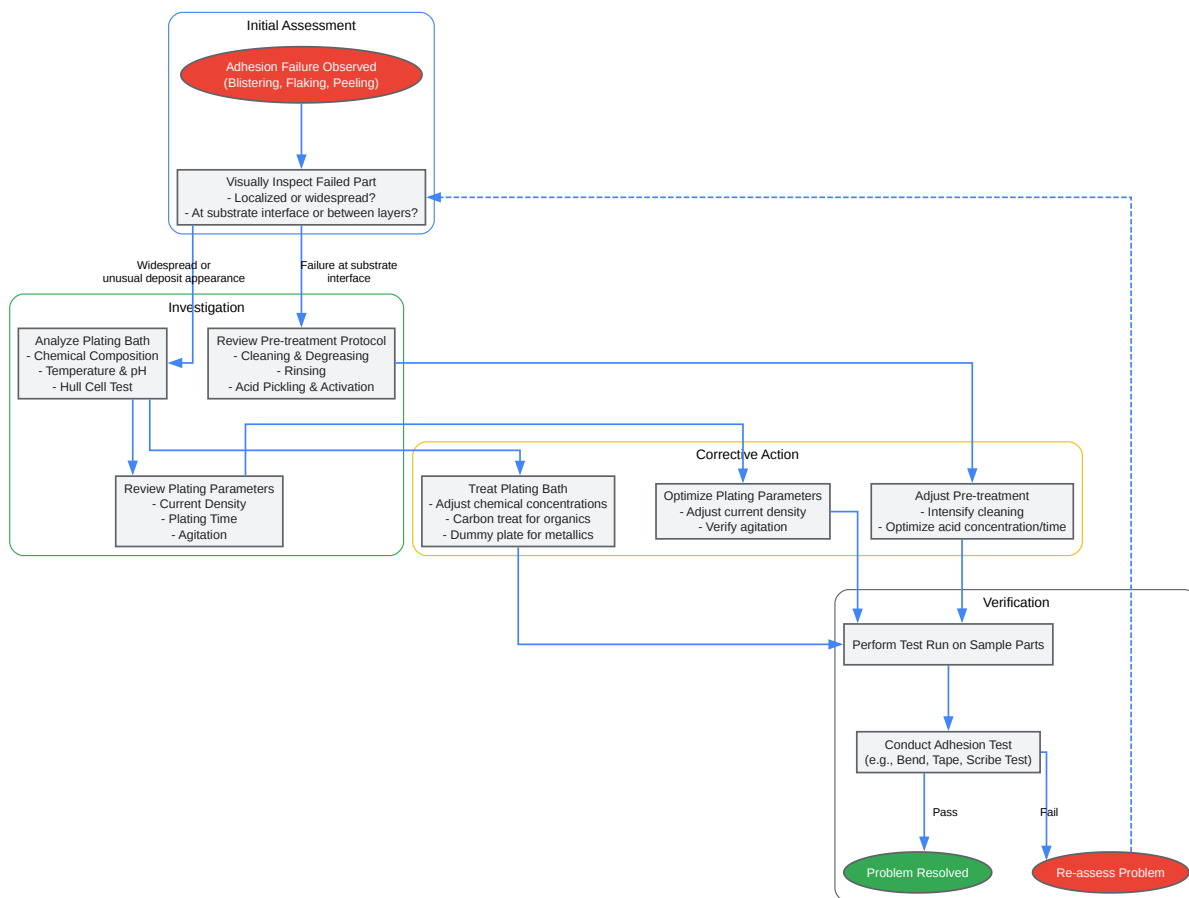 Initial Assessment
Adhesion Failure Observed
(Blistering, Flaking, Peeling)
Visually Inspect Failed Part
- Localized or widespread?
- At substrate interface or between layers?
Widespread or
unusual deposit appearance
Failure at substrate
interface
Investigation
Analyze Plating Bath
- Chemical Composition
- Temperature & pH
- Hull Cell Test
Review Pre-treatment Protocol
- Cleaning & Degreasing
- Rinsing
- Acid Pickling & Activation
Review Plating Parameters
- Current Density
- Plating Time
- Agitation
Corrective Action
Treat Plating Bath
- Adjust chemical concentrations
- Carbon treat for organics
- Dummy plate for metallics
Optimize Plating Parameters
- Adjust current density
- Verify agitation
Adjust Pre-treatment
- Intensify cleaning
- Optimize acid concentration/time
Verification
Perform Test Run on Sample Parts
Conduct Adhesion Test
(e.g., Bend, Tape, Scribe Test)
Pass
Fail
Problem Resolved
Re-assess Problem